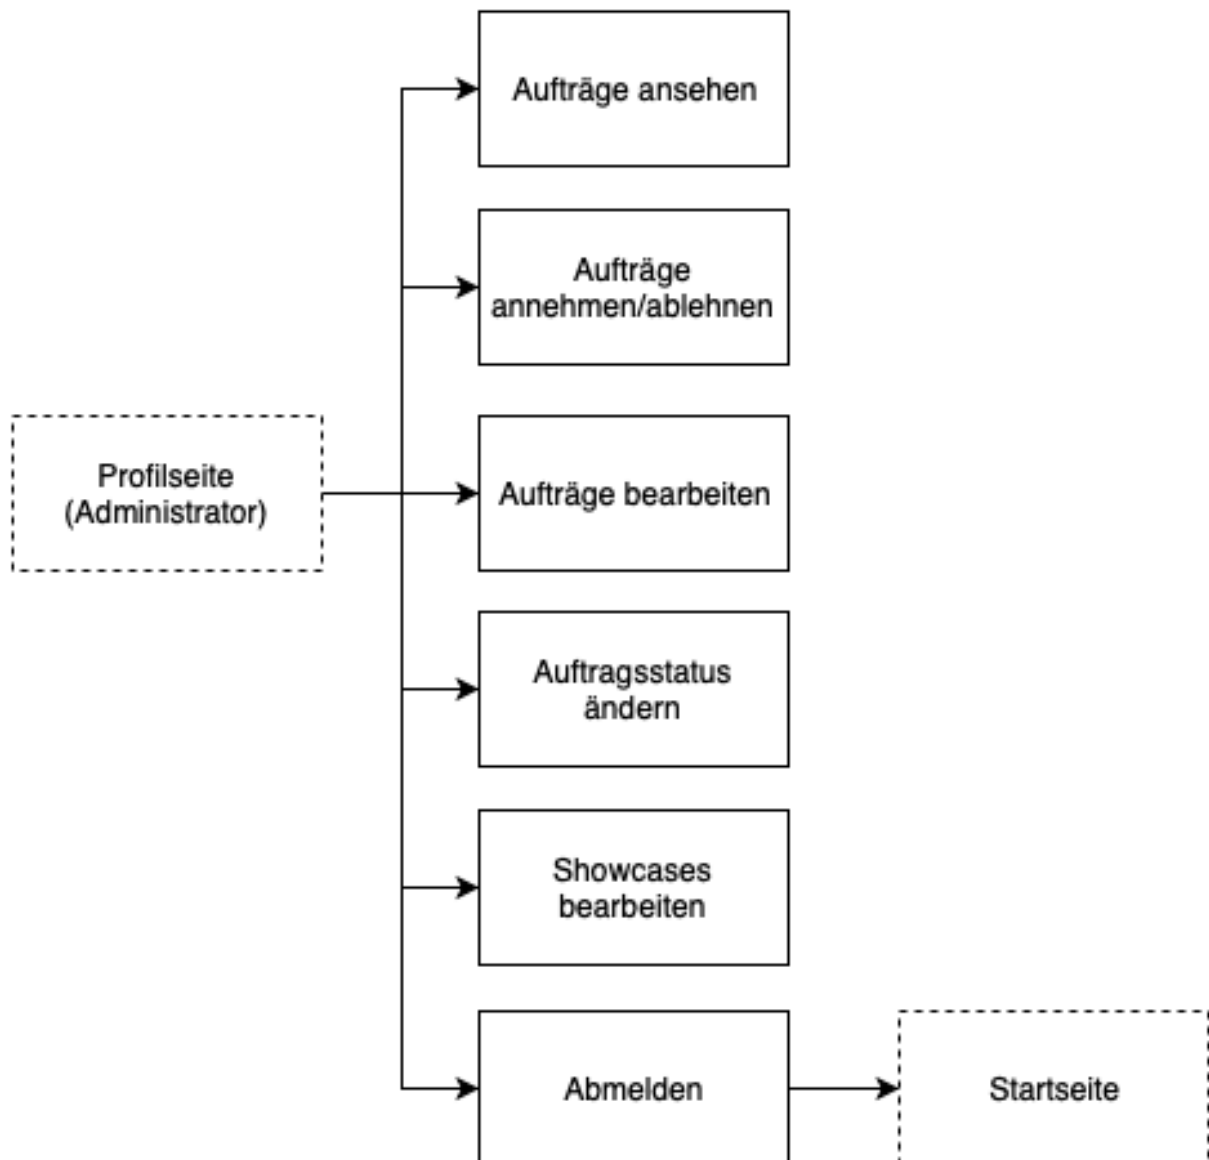 Aufträge ansehen
Aufträge
annehmen/ablehnen
Profilseite
(Administrator)
Aufträge bearbeiten
Auftragsstatus
ändern
Showcases
bearbeiten
Abmelden
Startseite